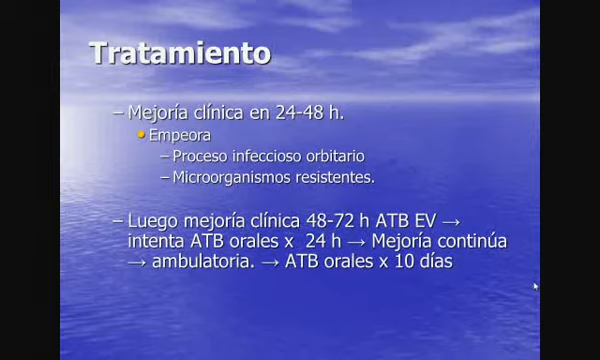 Tratamiento
– Mejoría clínica en 24-48 h.
Empeora
– Proceso infeccioso orbitario
– Microorganismos resistentes.
– Luego mejoría clínica 48-72 h ATB EV →
intenta ATB orales x 24 h → Mejoría continúa
→ ambulatoria. → ATB orales x 10 días